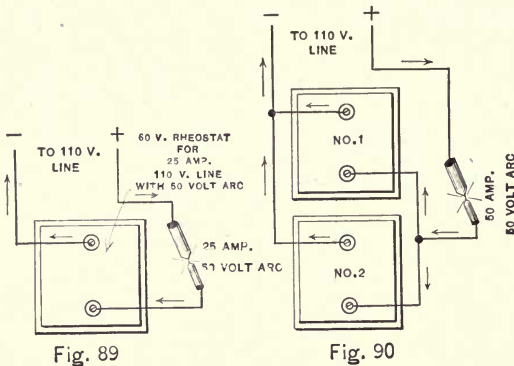 − +
TO 110 V.
LINE
60 V. RHEOSTAT
FOR
25 AMP.
110 V. LINE
WITH 50 VOLT ARC
25 AMP.
50 VOLT ARC
Fig. 89
− +
TO 110 V.
LINE
NO.1
NO.2
50 AMP.
50 VOLT ARC
Fig. 90